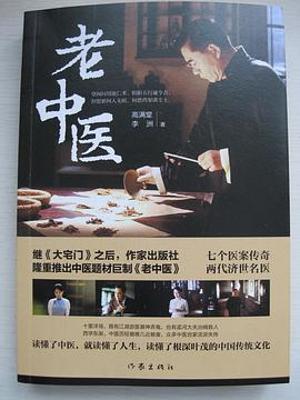 老中医
高满堂
李洲 著
继《大宅门》之后，作家出版社
隆重推出中医题材巨制《老中医》
七个医案传奇
两代济世名医
读懂了中医，就读懂了人生，读懂了根深叶茂的中国传统文化
作家出版社